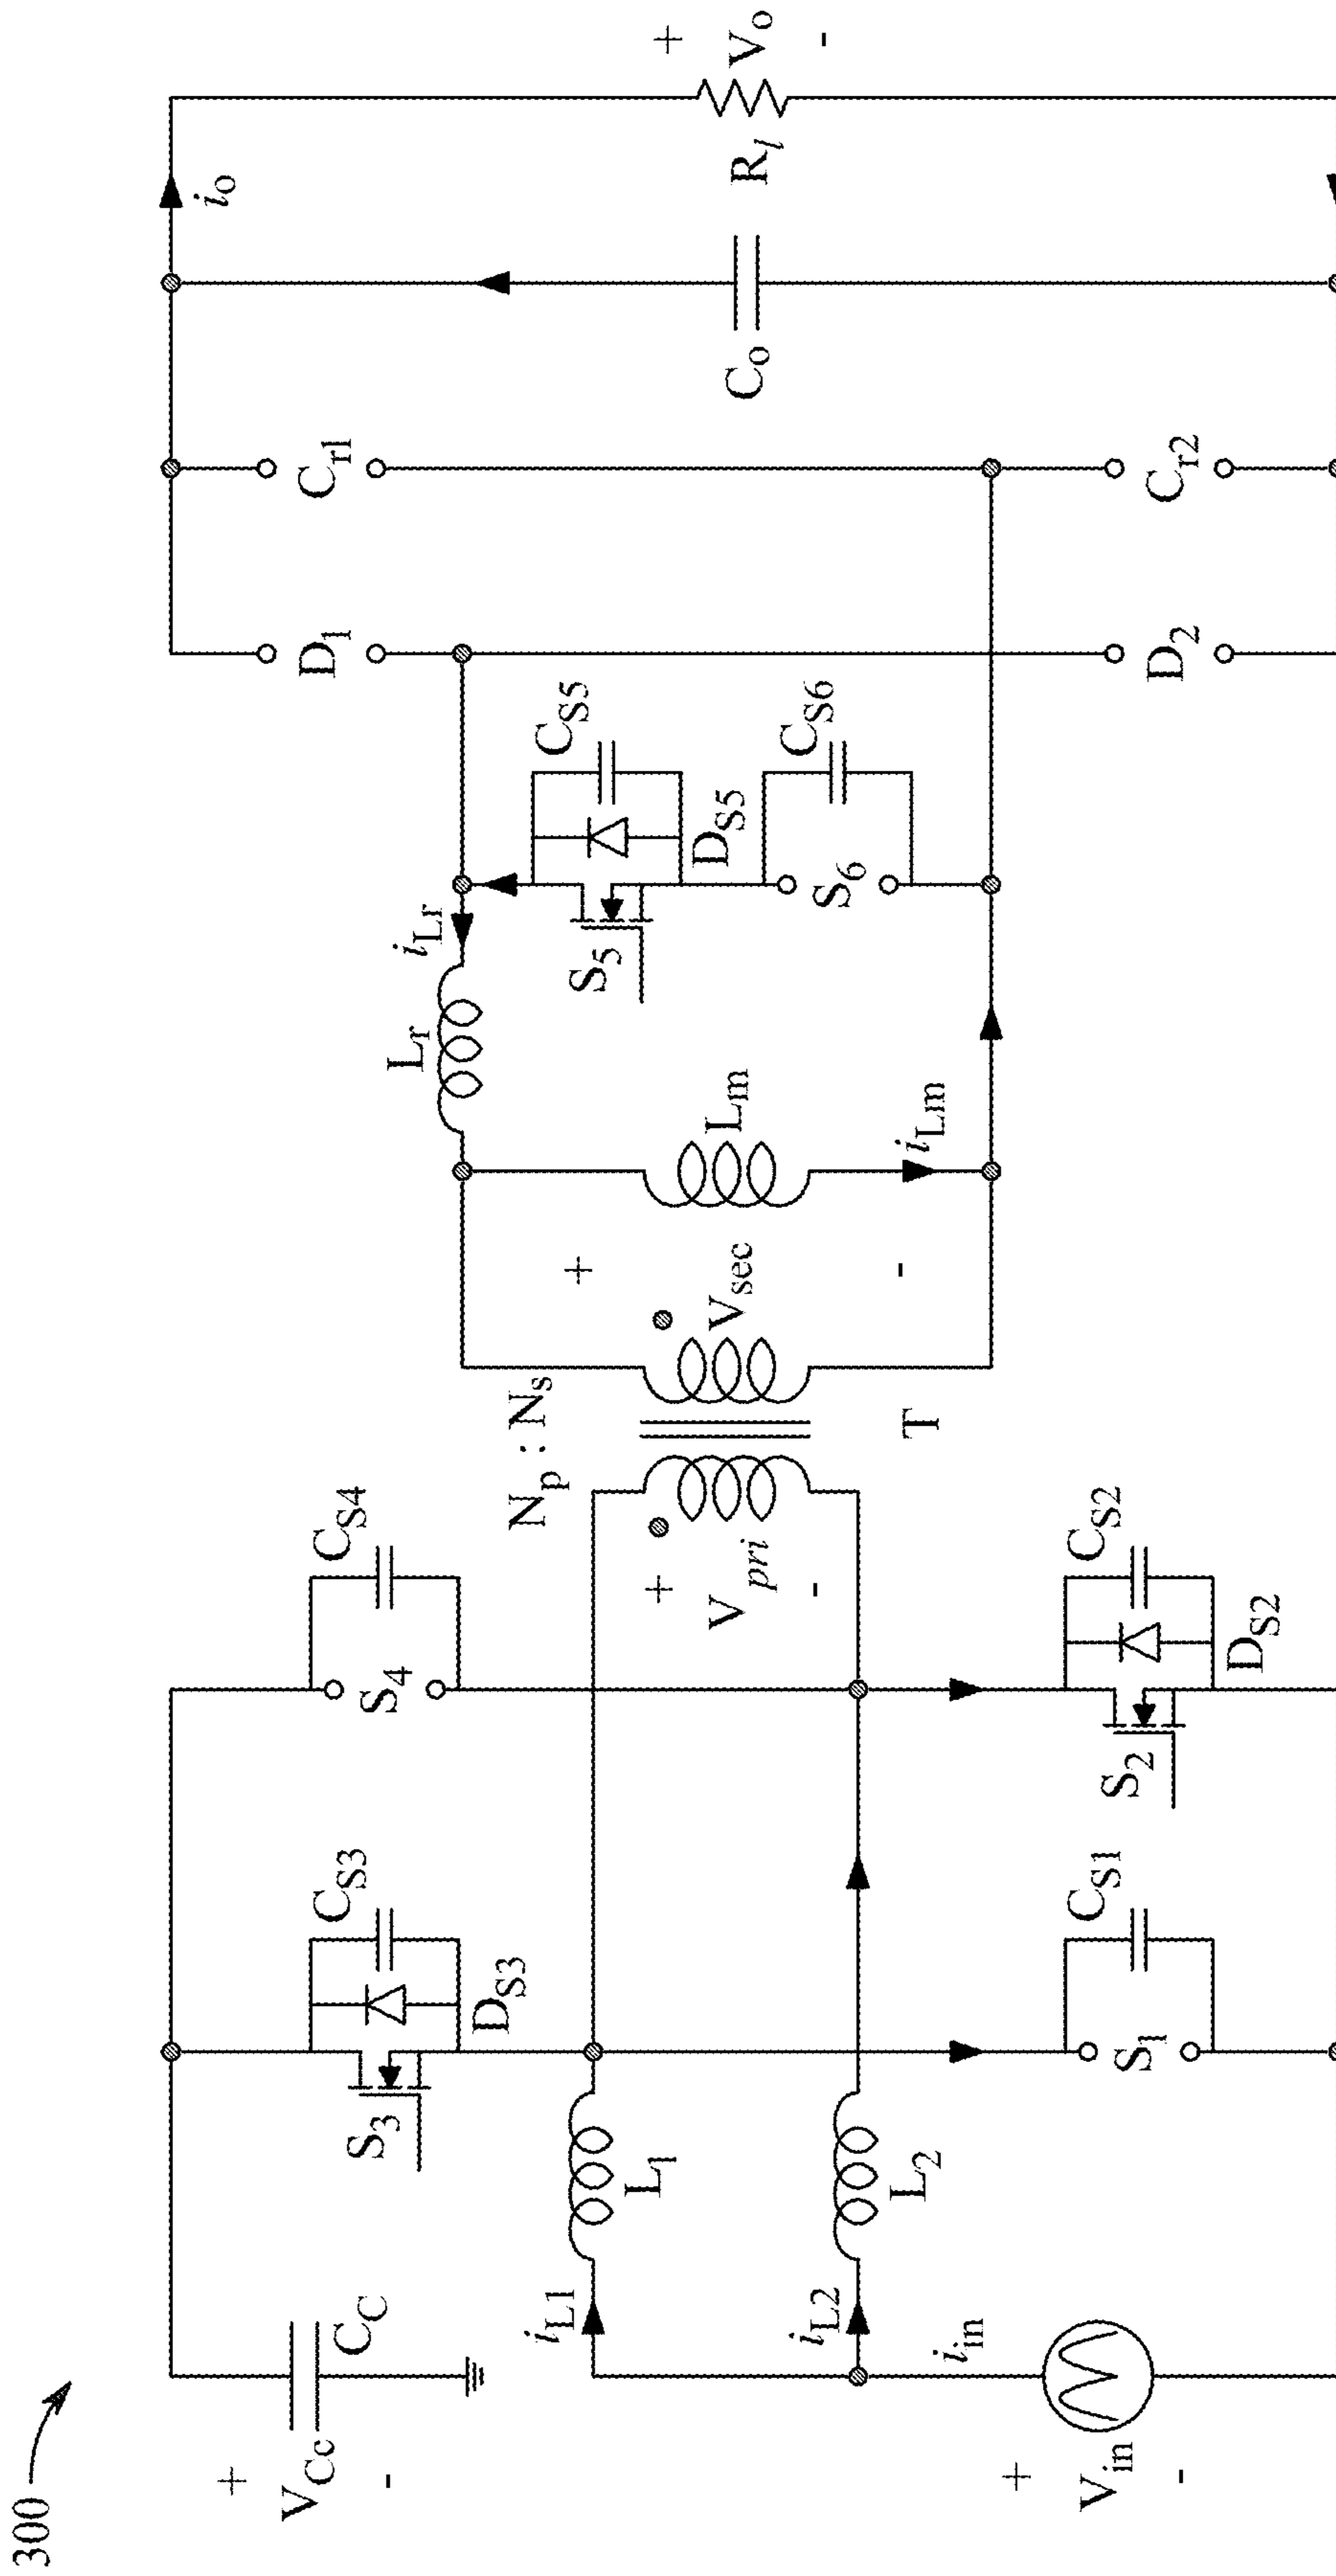 300
+
V_Cc
-
C_C
+
V_in
-
i_in
i_L1
i_L2
L_1
L_2
S_3
D_S3
C_S3
S_1
C_S1
S_4
C_S4
S_2
D_S2
C_S2
N_p : N_s
+
V_pri
-
T
+
V_sec
-
L_m
i_Lm
L_r
i_Lr
S_5
D_S5
C_S5
S_6
C_S6
D_1
D_2
C_r1
C_r2
C_o
i_o
R_l
+
V_o
-